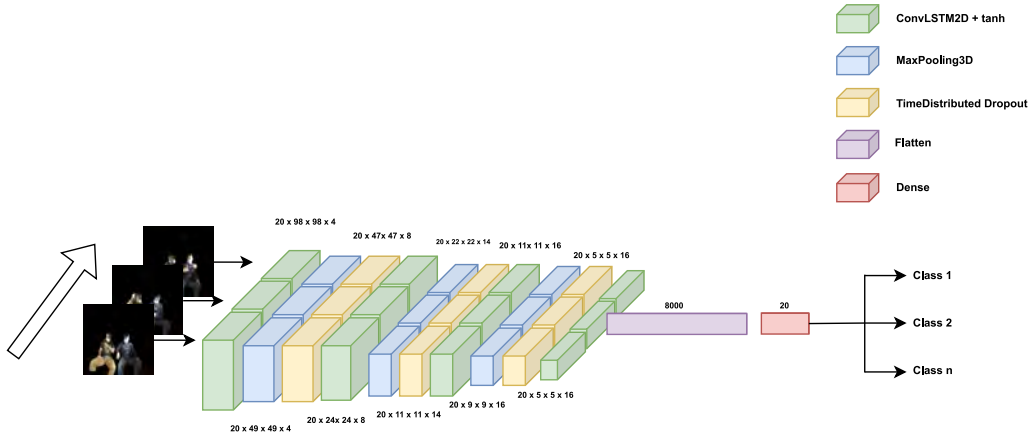 ConvLSTM2D + tanh
MaxPooling3D
TimeDistributed Dropout
Flatten
Dense
20 x 98 x 98 x 4
20 x 47x 47 x 8
20 x 22 x 22 x 14
20 x 11x 11 x 16
20 x 5 x 5 x 16
8000
20
Class 1
Class 2
Class n
20 x 49 x 49 x 4
20 x 24x 24 x 8
20 x 11 x 11 x 14
20 x 9 x 9 x 16
20 x 5 x 5 x 16